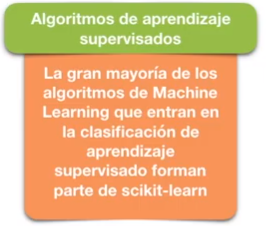 Algoritmos de aprendizaje
supervisados
La gran mayoría de los
algoritmos de Machine
Learning que entran en
la clasificación de
aprendizaje
supervisado forman
parte de scikit-learn